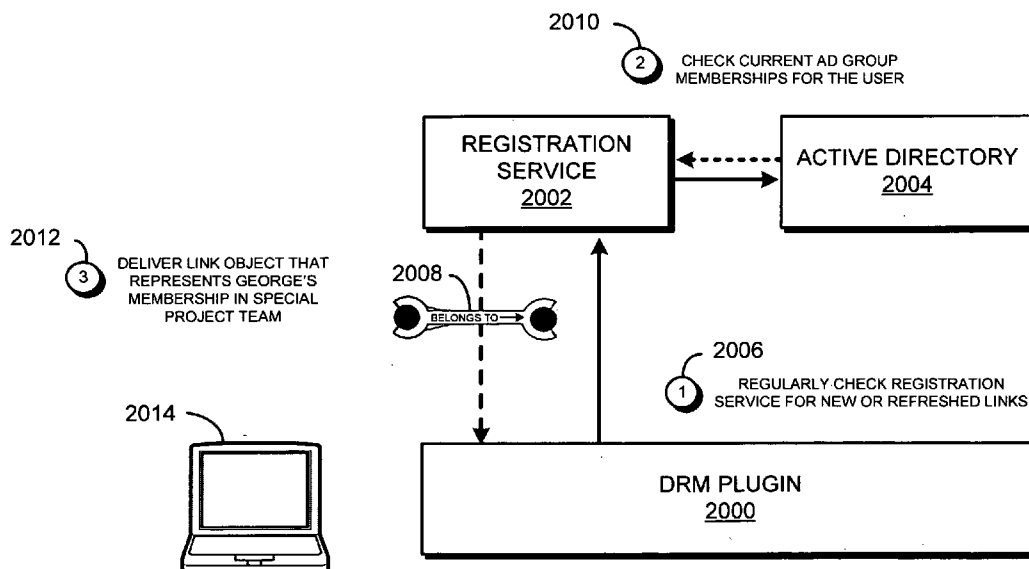 2010
2
CHECK CURRENT AD GROUP
MEMBERSHIPS FOR THE USER
REGISTRATION
SERVICE
2002
ACTIVE DIRECTORY
2004
2012
3
DELIVER LINK OBJECT THAT
REPRESENTS GEORGE'S
MEMBERSHIP IN SPECIAL
PROJECT TEAM
2008
BELONGS TO
2006
1
REGULARLY CHECK REGISTRATION
SERVICE FOR NEW OR REFRESHED LINKS
2014
DRM PLUGIN
2000